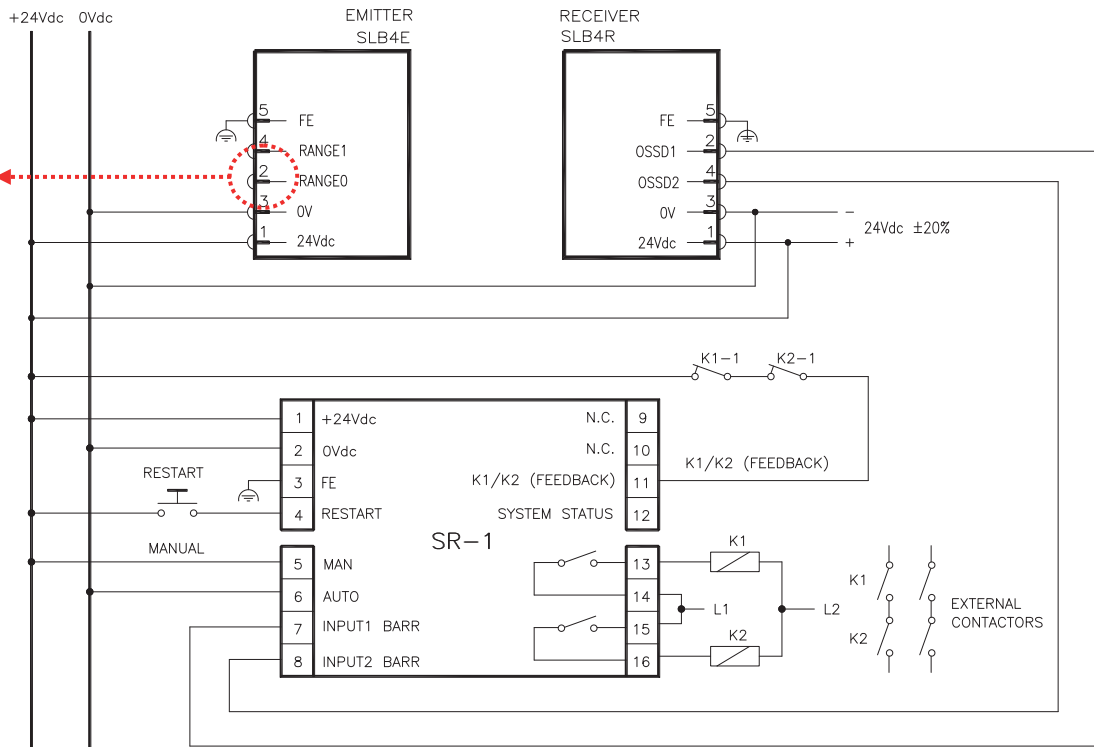 +24Vdc 0Vdc
EMITTER
SLB4E
5 FE
4 RANGE1
2 RANGE0
3 0V
1 24Vdc
RECEIVER
SLB4R
FE 5
OSSD1 2
OSSD2 4
0V 3
24Vdc 1
−
24Vdc ±20%
+
K1−1 K2−1
K1/K2 (FEEDBACK)
RESTART
MANUAL
1 +24Vdc
2 0Vdc
3 FE
4 RESTART
N.C. 9
N.C. 10
K1/K2 (FEEDBACK) 11
SYSTEM STATUS 12
SR−1
5 MAN
6 AUTO
7 INPUT1 BARR
8 INPUT2 BARR
13
14
15
16
K1
L1
L2
K2
K1
K2
EXTERNAL
CONTACTORS